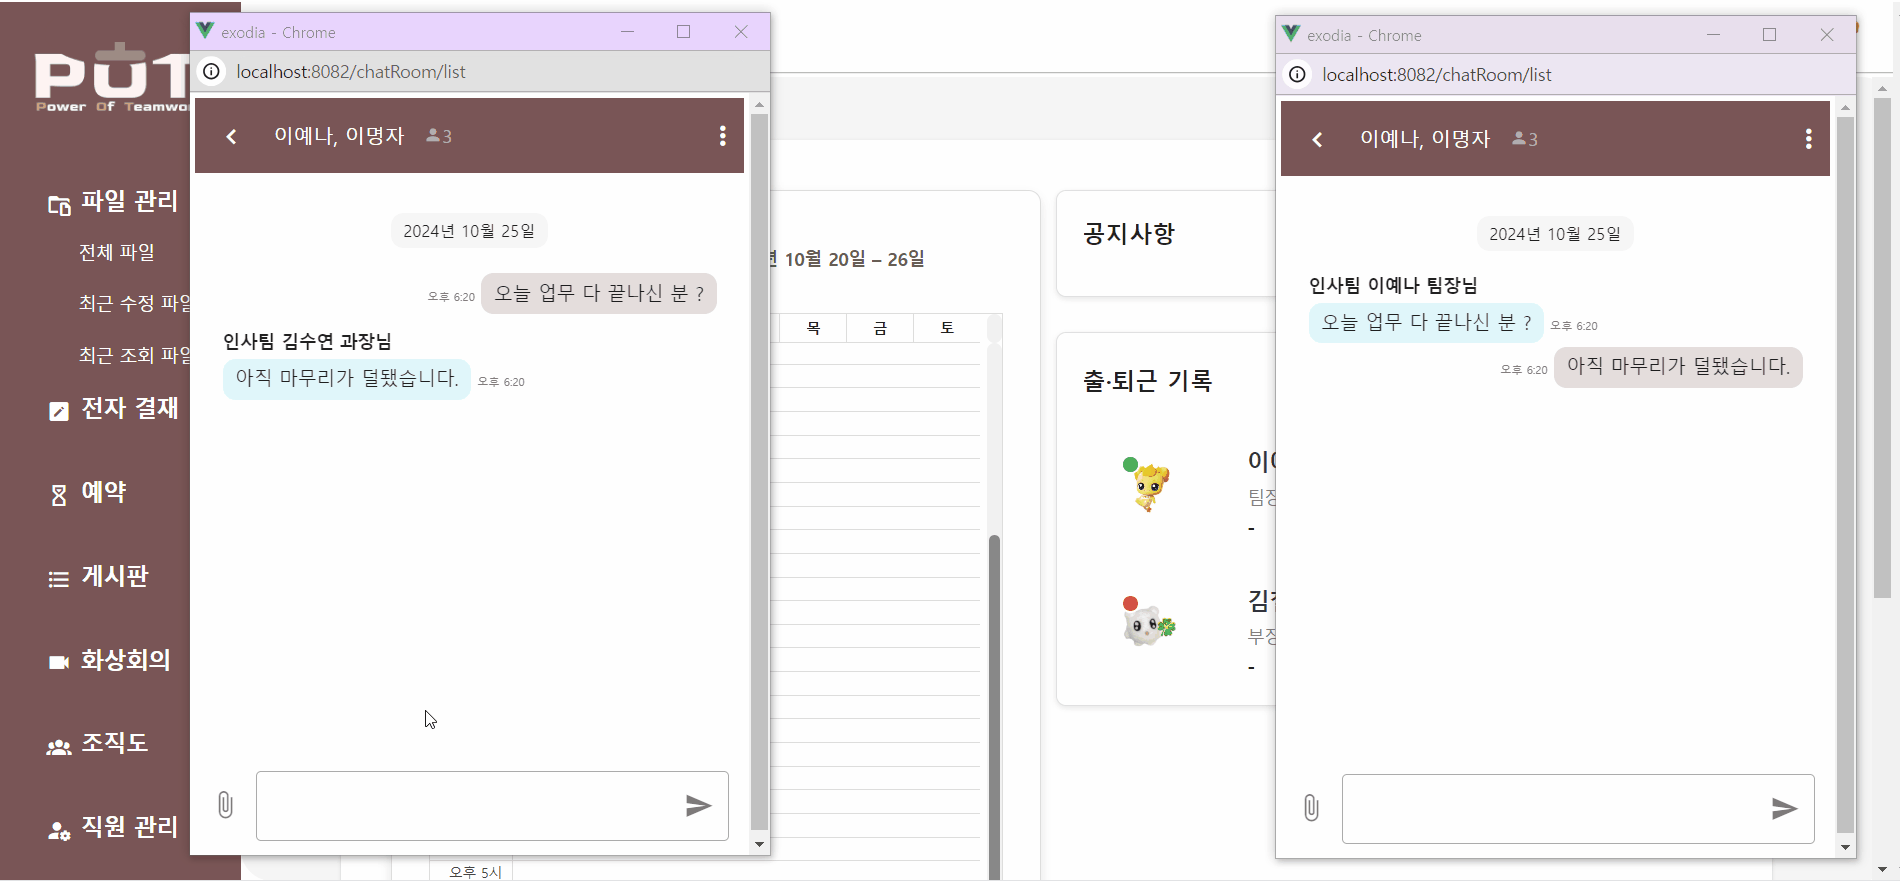 PUT
Power Of Teamwo
파일 관리
전체 파일
최근 수정 파일
최근 조회 파일
전자 결재
예약
게시판
화상회의
조직도
직원 관리
exodia - Chrome
localhost:8082/chatRoom/list
이예나, 이명자 3
2024년 10월 25일
오후 6:20 오늘 업무 다 끝나신 분 ?
인사팀 김수연 과장님
아직 마무리가 덜됐습니다. 오후 6:20
10월 20일 – 26일
목 금 토
오후 5시
공지사항
출·퇴근 기록
팀장
-
부장
-
exodia - Chrome
localhost:8082/chatRoom/list
이예나, 이명자 3
2024년 10월 25일
인사팀 이예나 팀장님
오늘 업무 다 끝나신 분 ? 오후 6:20
오후 6:20 아직 마무리가 덜됐습니다.